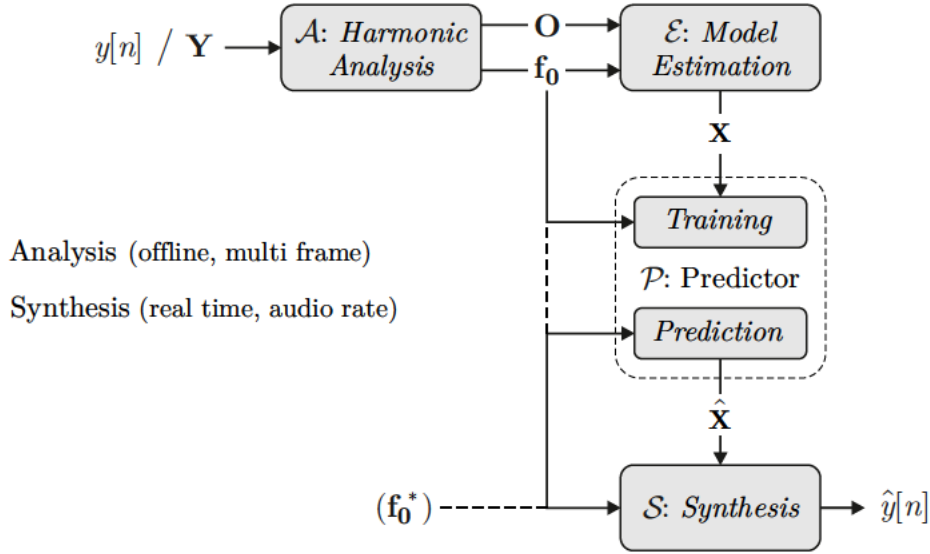 y[n] / Y
𝒜: Harmonic
Analysis
O
f₀
ℰ: Model
Estimation
X
Training
Analysis (offline, multi frame)
𝒫: Predictor
Synthesis (real time, audio rate)
Prediction
X̂
(f₀*)
𝒮: Synthesis
ŷ[n]